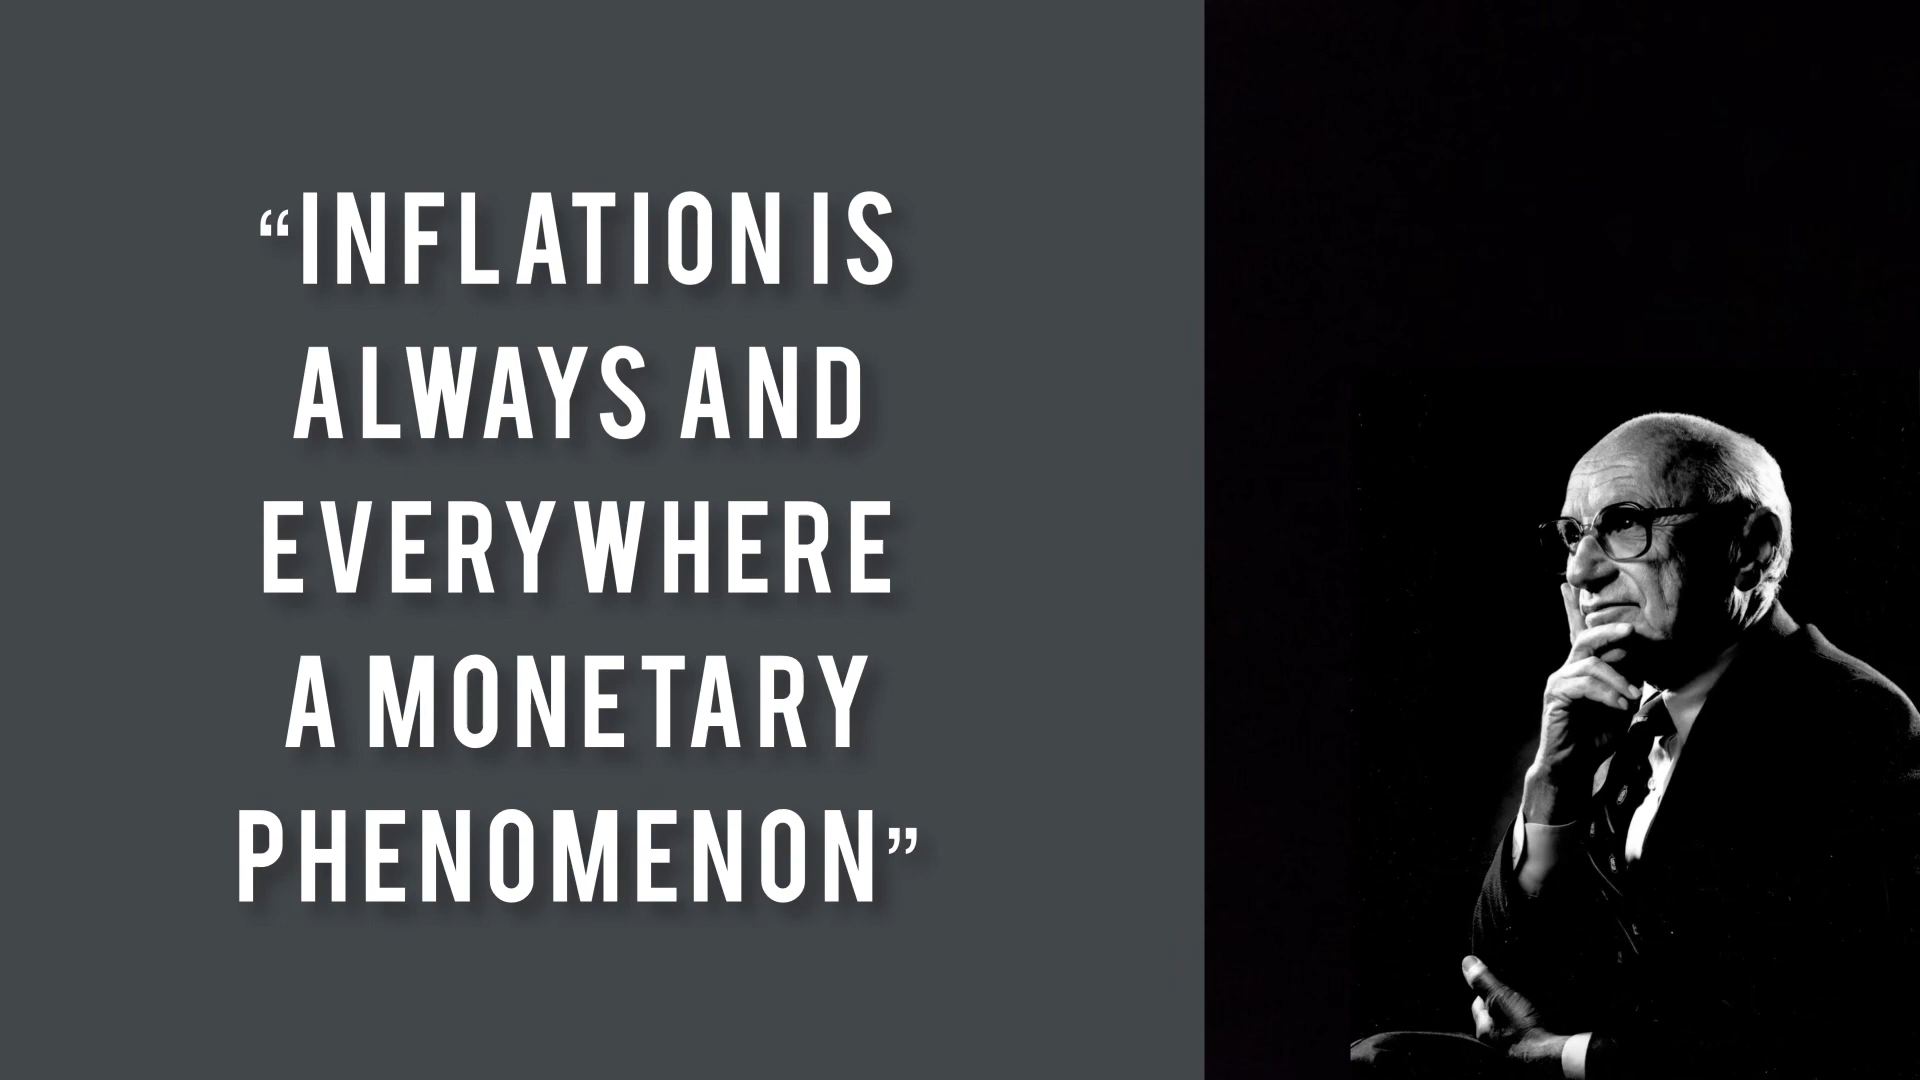 “INFLATION IS
ALWAYS AND
EVERYWHERE
A MONETARY
PHENOMENON”